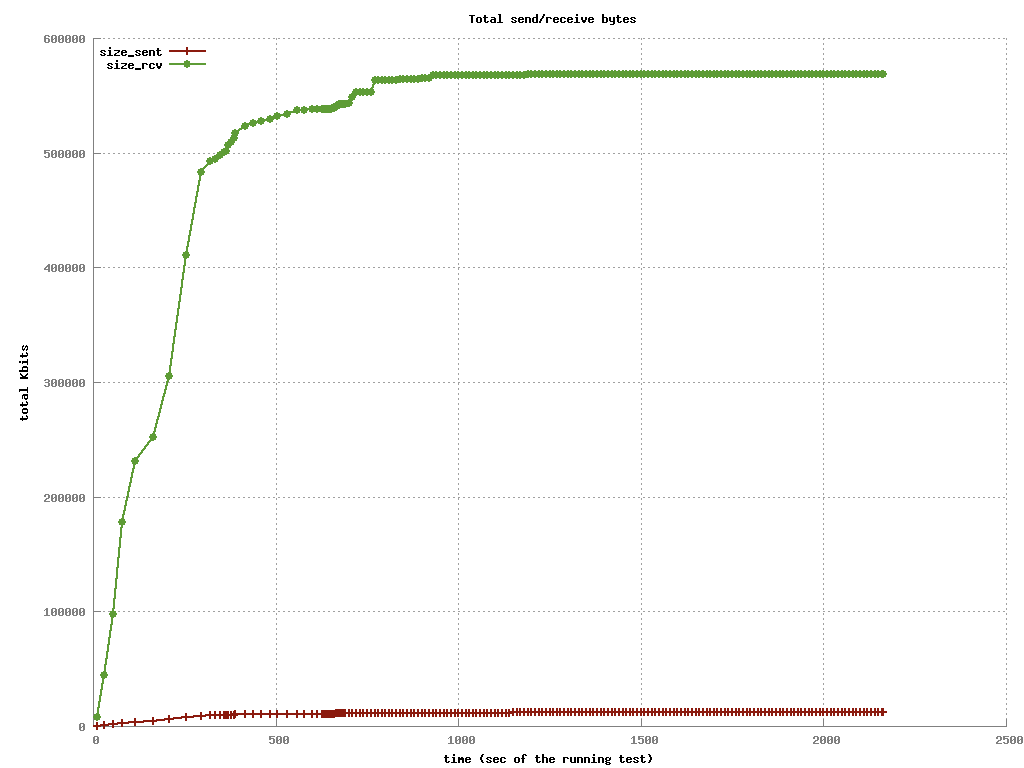 Total send/receive bytes
size_sent
size_rcv
600000
500000
400000
300000
200000
100000
0
total Kbits
0 500 1000 1500 2000 2500
time (sec of the running test)